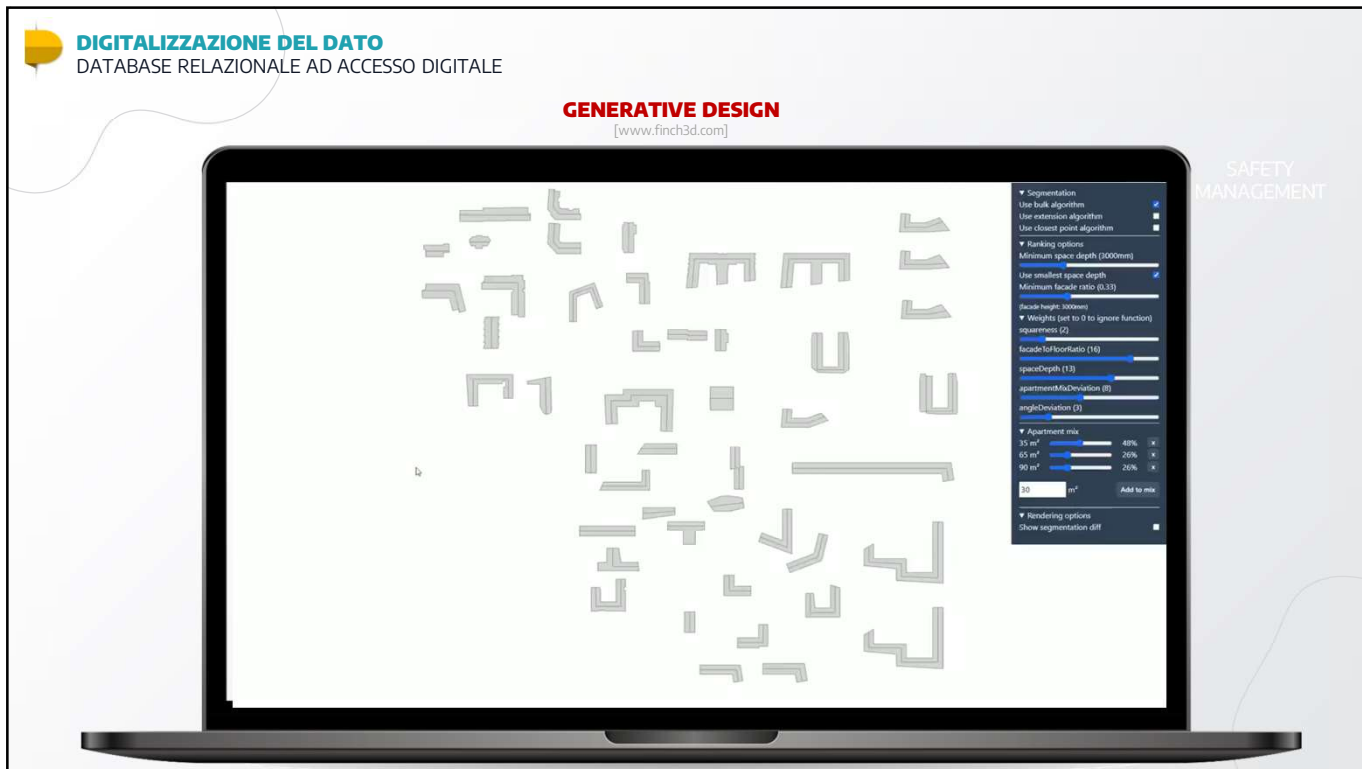 DIGITALIZZAZIONE DEL DATO
DATABASE RELAZIONALE AD ACCESSO DIGITALE
GENERATIVE DESIGN
[www.finch3d.com]
SAFETY
MANAGEMENT
▼ Segmentation
Use bulk algorithm
Use extension algorithm
Use closest point algorithm
▼ Ranking options
Minimum space depth (3000mm)
Use smallest space depth
Minimum facade ratio (0.33)
(facade height: 3000mm)
▼ Weights (set to 0 to ignore function)
squareness (2)
facadeToFloorRatio (16)
spaceDepth (13)
apartmentMixDeviation (8)
angleDeviation (3)
▼ Apartment mix
35 m² 48% x
65 m² 26% x
90 m² 26% x
30 m² Add to mix
▼ Rendering options
Show segmentation diff